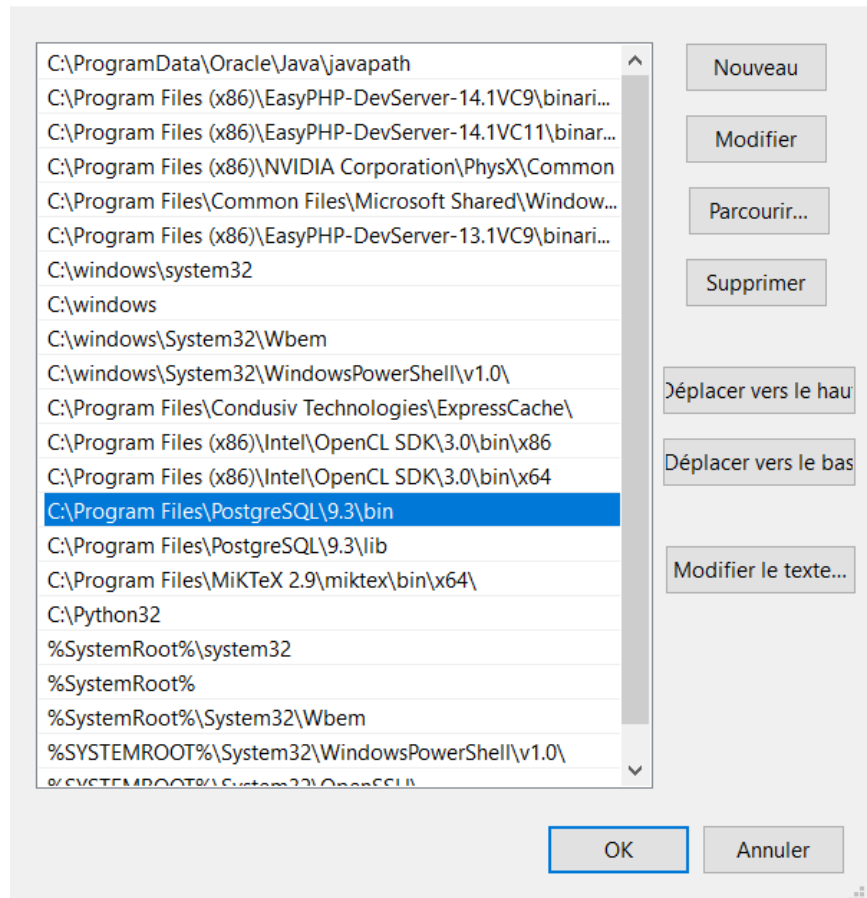 C:\ProgramData\Oracle\Java\javapath
C:\Program Files (x86)\EasyPHP-DevServer-14.1VC9\binari...
C:\Program Files (x86)\EasyPHP-DevServer-14.1VC11\binar...
C:\Program Files (x86)\NVIDIA Corporation\PhysX\Common
C:\Program Files\Common Files\Microsoft Shared\Window...
C:\Program Files (x86)\EasyPHP-DevServer-13.1VC9\binari...
C:\windows\system32
C:\windows
C:\windows\System32\Wbem
C:\windows\System32\WindowsPowerShell\v1.0\
C:\Program Files\Condusiv Technologies\ExpressCache\
C:\Program Files (x86)\Intel\OpenCL SDK\3.0\bin\x86
C:\Program Files (x86)\Intel\OpenCL SDK\3.0\bin\x64
C:\Program Files\PostgreSQL\9.3\bin
C:\Program Files\PostgreSQL\9.3\lib
C:\Program Files\MiKTeX 2.9\miktex\bin\x64\
C:\Python32
%SystemRoot%\system32
%SystemRoot%
%SystemRoot%\System32\Wbem
%SYSTEMROOT%\System32\WindowsPowerShell\v1.0\
%SYSTEMROOT%\System32\OpenSSH\
Nouveau
Modifier
Parcourir...
Supprimer
Déplacer vers le hau
Déplacer vers le bas
Modifier le texte...
OK
Annuler